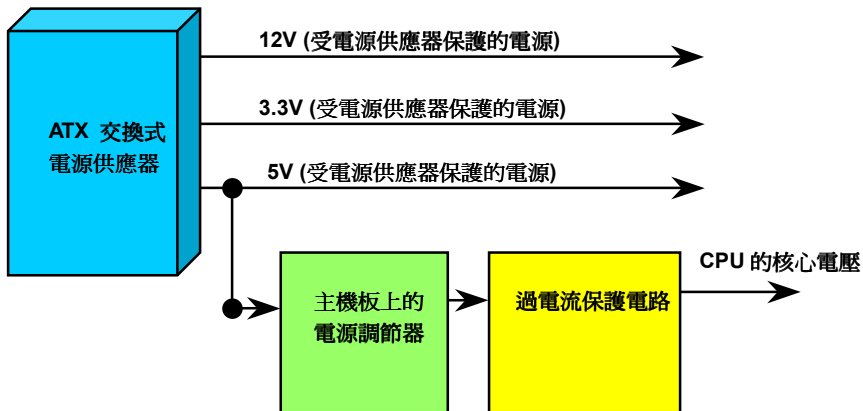 12V (受電源供應器保護的電源)
3.3V (受電源供應器保護的電源)
ATX 交換式
電源供應器
5V (受電源供應器保護的電源)
CPU 的核心電壓
主機板上的
電源調節器
過電流保護電路